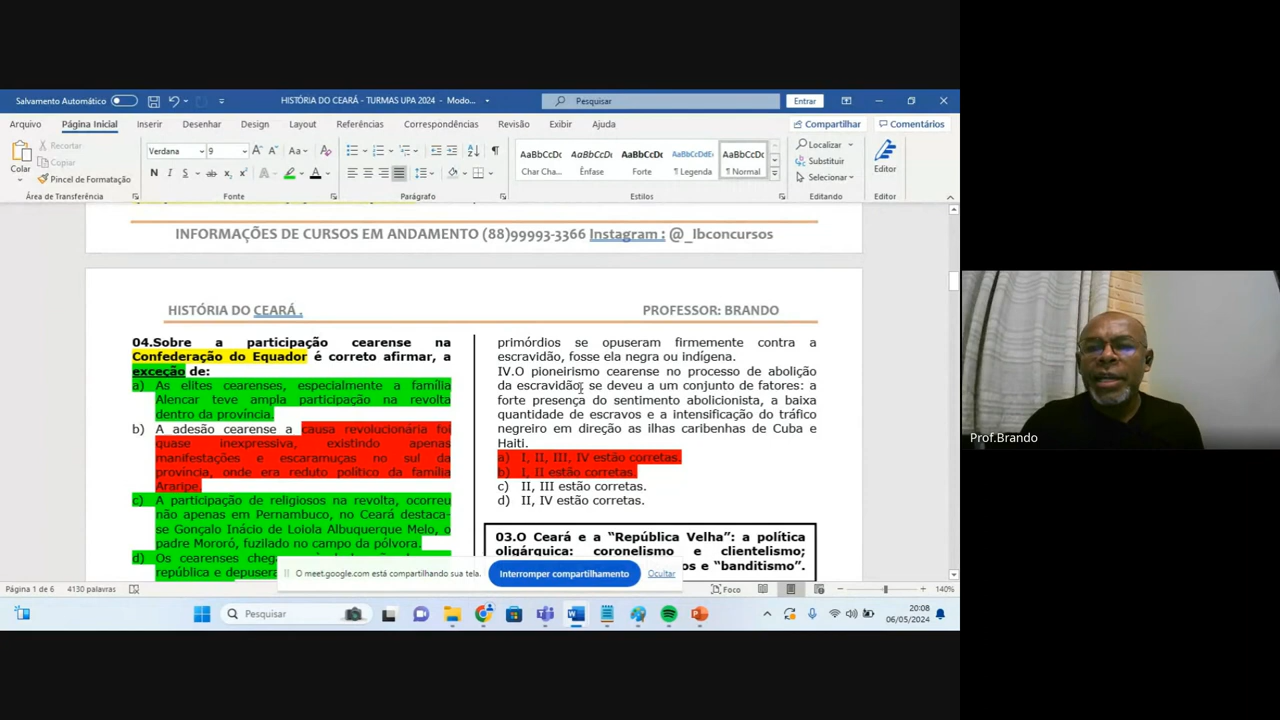 Salvamento Automático
HISTÓRIA DO CEARÁ - TURMAS UPA 2024 - Modo...
Pesquisar
Entrar
Arquivo
Página Inicial
Inserir
Desenhar
Design
Layout
Referências
Correspondências
Revisão
Exibir
Ajuda
Compartilhar
Comentários
Colar
Recortar
Copiar
Pincel de Formatação
Área de Transferência
Verdana
9
Fonte
Parágrafo
AaBbCcDc
Char Cha...
AaBbCcDc
Ênfase
AaBbCcDc
Forte
AaBbCcDdE
¶ Legenda
AaBbCcDc
¶ Normal
Estilos
Localizar
Substituir
Selecionar
Editando
Editor
Editor
INFORMAÇÕES DE CURSOS EM ANDAMENTO (88)99993-3366 Instagram : @_lbconcursos
HISTÓRIA DO CEARÁ .
PROFESSOR: BRANDO
04.Sobre a participação cearense na
Confederação do Equador é correto afirmar, a
exceção de:
a) As elites cearenses, especialmente a família
Alencar teve ampla participação na revolta
dentro da província.
b) A adesão cearense a causa revolucionária foi
quase inexpressiva, existindo apenas
manifestações e escaramuças no sul da
província, onde era reduto político da família
Araripe.
c) A participação de religiosos na revolta, ocorreu
não apenas em Pernambuco, no Ceará destaca-
se Gonçalo Inácio de Loiola Albuquerque Melo, o
padre Mororó, fuzilado no campo da pólvora.
d) Os cearenses
república e depuser
primórdios se opuseram firmemente contra a
escravidão, fosse ela negra ou indígena.
IV.O pioneirismo cearense no processo de abolição
da escravidão, se deveu a um conjunto de fatores: a
forte presença do sentimento abolicionista, a baixa
quantidade de escravos e a intensificação do tráfico
negreiro em direção as ilhas caribenhas de Cuba e
Haiti.
a) I, II, III, IV estão corretas.
b) I, II estão corretas.
c) II, III estão corretas.
d) II, IV estão corretas.
03.O Ceará e a “República Velha”: a política
oligárquica: coronelismo e clientelismo;
os e “banditismo”.
O meet.google.com está compartilhando sua tela.
Interromper compartilhamento
Ocultar
Página 1 de 6
4130 palavras
Foco
140%
Pesquisar
20:08
06/05/2024
Prof.Brando